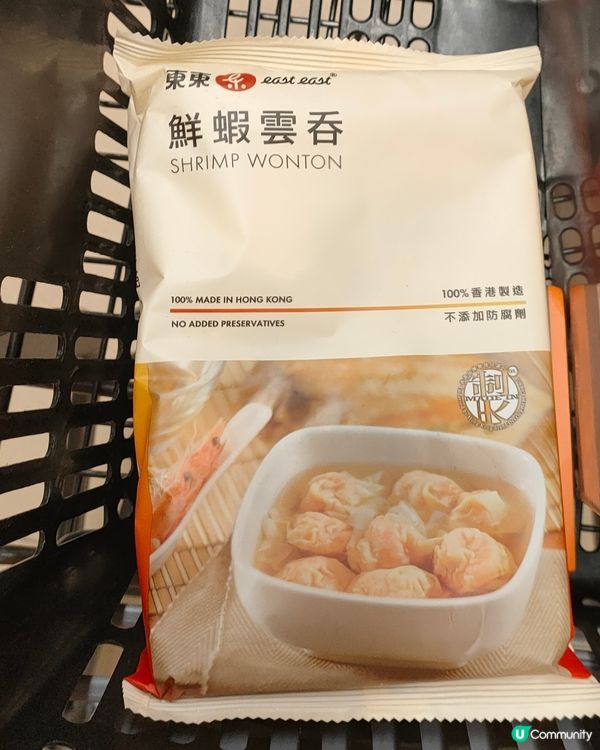 東東 east east®
鮮蝦雲吞
SHRIMP WONTON
100% MADE IN HONG KONG 100%香港製造
NO ADDED PRESERVATIVES 不添加防腐劑
MADE IN
U Community